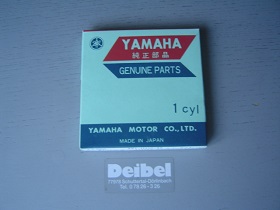 YAMAHA
純正部品
GENUINE PARTS
1 cyl
YAMAHA MOTOR CO., LTD.
MADE IN JAPAN
Deibel